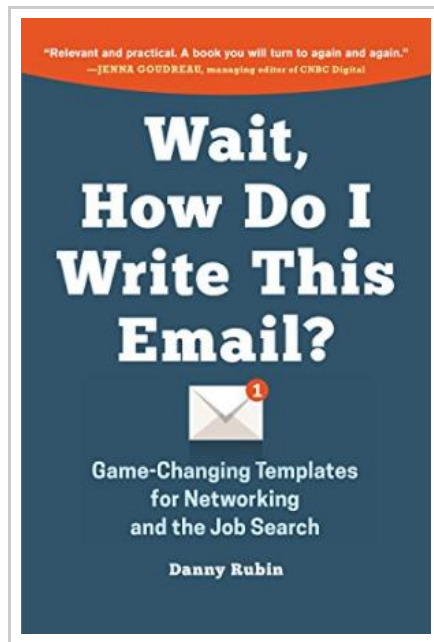 “Relevant and practical. A book you will turn to again and again.”
—JENNA GOUDREAU, managing editor of CNBC Digital
Wait,
How Do I
Write This
Email?
1
Game-Changing Templates
for Networking
and the Job Search
Danny Rubin